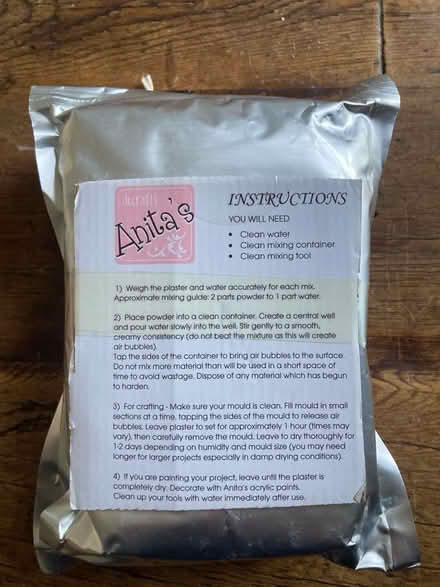 Anita's
INSTRUCTIONS
YOU WILL NEED
• Clean water
• Clean mixing container
• Clean mixing tool
1) Weigh the plaster and water accurately for each mix.
Approximate mixing guide: 2 parts powder to 1 part water.
2) Place powder into a clean container. Create a central well
and pour water slowly into the well. Stir gently to a smooth,
creamy consistency (do not beat the mixture as this will create
air bubbles).
Tap the sides of the container to bring air bubbles to the surface.
Do not mix more material than will be used in a short space of
time to avoid wastage. Dispose of any material which has begun
to harden.
3) For crafting - Make sure your mould is clean. Fill mould in small
sections at a time, tapping the sides of the mould to release air
bubbles. Leave plaster to set for approximately 1 hour (times may
vary), then carefully remove the mould. Leave to dry thoroughly for
1-2 days depending on humidity and mould size (you may need
longer for larger projects especially in damp drying conditions).
4) If you are painting your project, leave until the plaster is
completely dry. Decorate with Anita's acrylic paints.
Clean up your tools with water immediately after use.